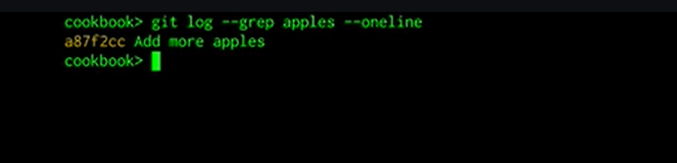 cookbook> git log --grep apples --oneline
a87f2cc Add more apples
cookbook>